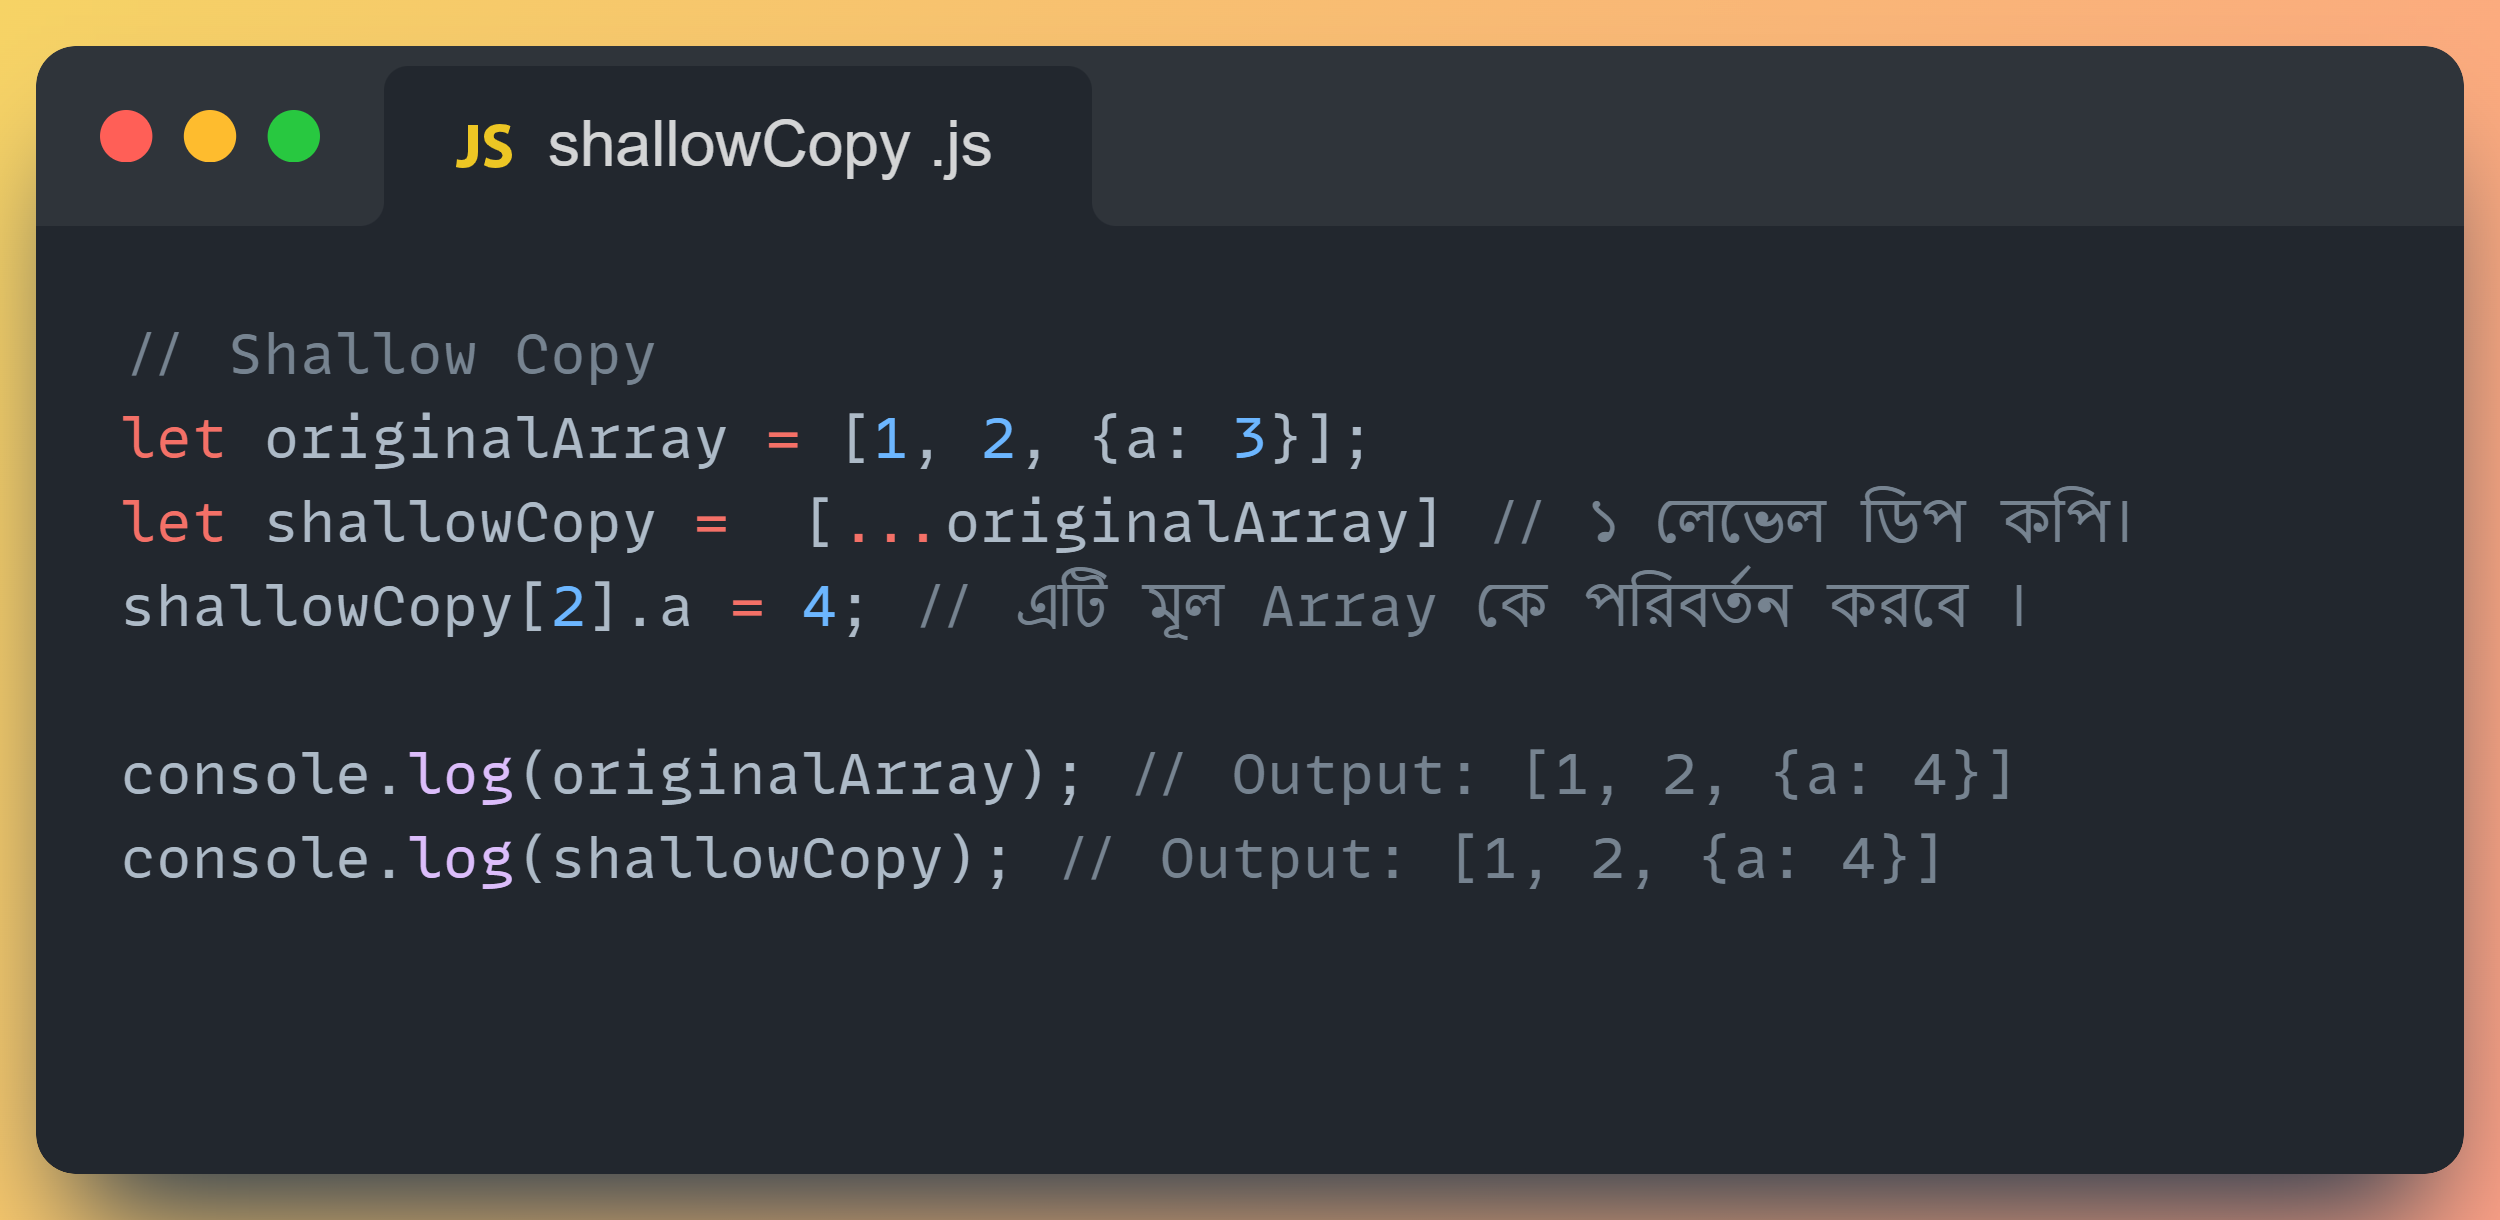 JS shallowCopy .js
// Shallow Copy
let originalArray = [1, 2, {a: 3}];
let shallowCopy =  [...originalArray] // ১ লেভেল ডিপ কপি।
shallowCopy[2].a = 4; // এটি মূল Array কে পরিবর্তন করবে ।
console.log(originalArray); // Output: [1, 2, {a: 4}]
console.log(shallowCopy); // Output: [1, 2, {a: 4}]